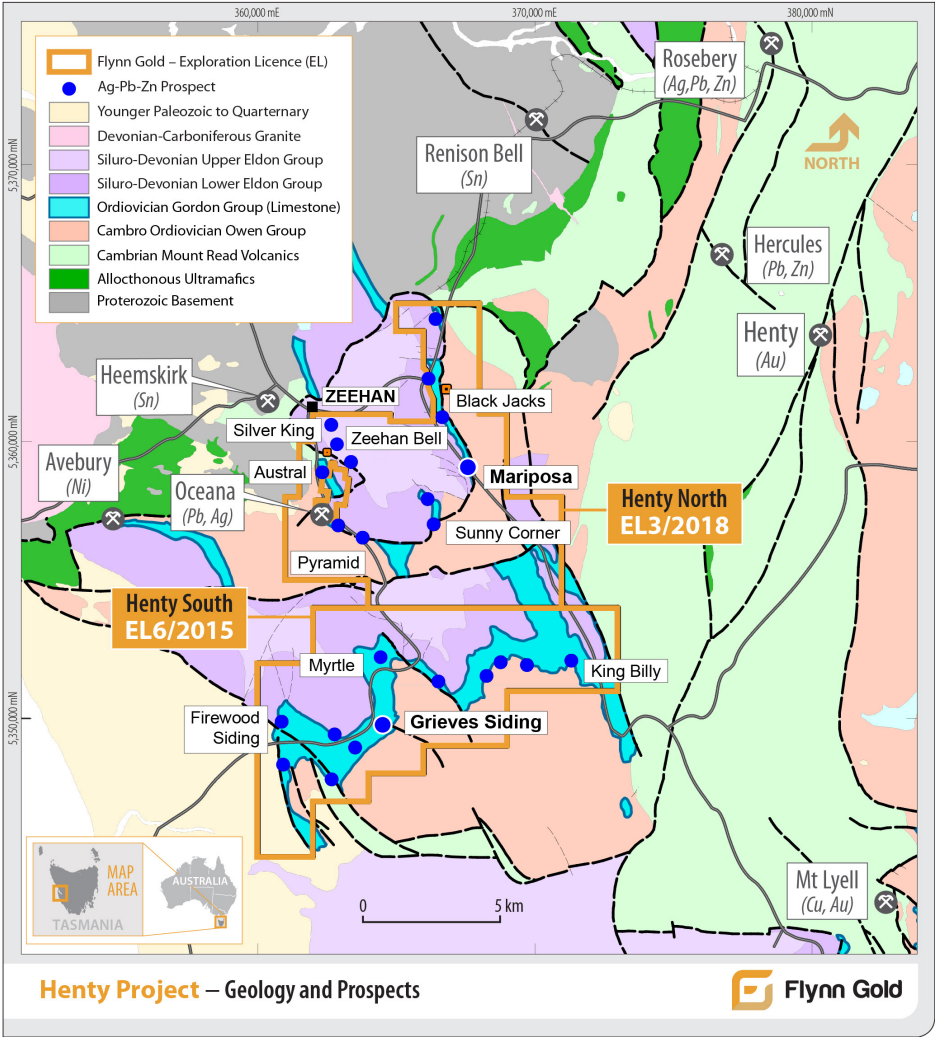 360,000 mE
370,000 mE
380,000 mN
5,370,000 mN
5,360,000 mN
5,350,000 mN
Flynn Gold – Exploration Licence (EL)
Ag-Pb-Zn Prospect
Younger Paleozoic to Quarternary
Devonian-Carboniferous Granite
Siluro-Devonian Upper Eldon Group
Siluro-Devonian Lower Eldon Group
Ordiovician Gordon Group (Limestone)
Cambro Ordiovician Owen Group
Cambrian Mount Read Volcanics
Allocthonous Ultramafics
Proterozoic Basement
Rosebery
(Ag,Pb, Zn)
NORTH
Renison Bell
(Sn)
Hercules
(Pb, Zn)
Henty
(Au)
Heemskirk
(Sn)
ZEEHAN
Black Jacks
Silver King
Zeehan Bell
Avebury
(Ni)
Austral
Mariposa
Oceana
(Pb, Ag)
Henty North
EL3/2018
Sunny Corner
Pyramid
Henty South
EL6/2015
Myrtle
King Billy
Firewood
Siding
Grieves Siding
MAP
AREA
TASMANIA
AUSTRALIA
0
5 km
Mt Lyell
(Cu, Au)
Henty Project – Geology and Prospects
Flynn Gold